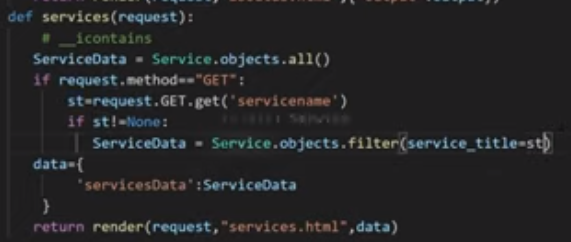 def services(request):
# __icontains
ServiceData = Service.objects.all()
if request.method=="GET":
st=request.GET.get('servicename')
if st!=None:
ServiceData = Service.objects.filter(service_title=st)
data={
'servicesData':ServiceData
}
return render(request,"services.html",data)